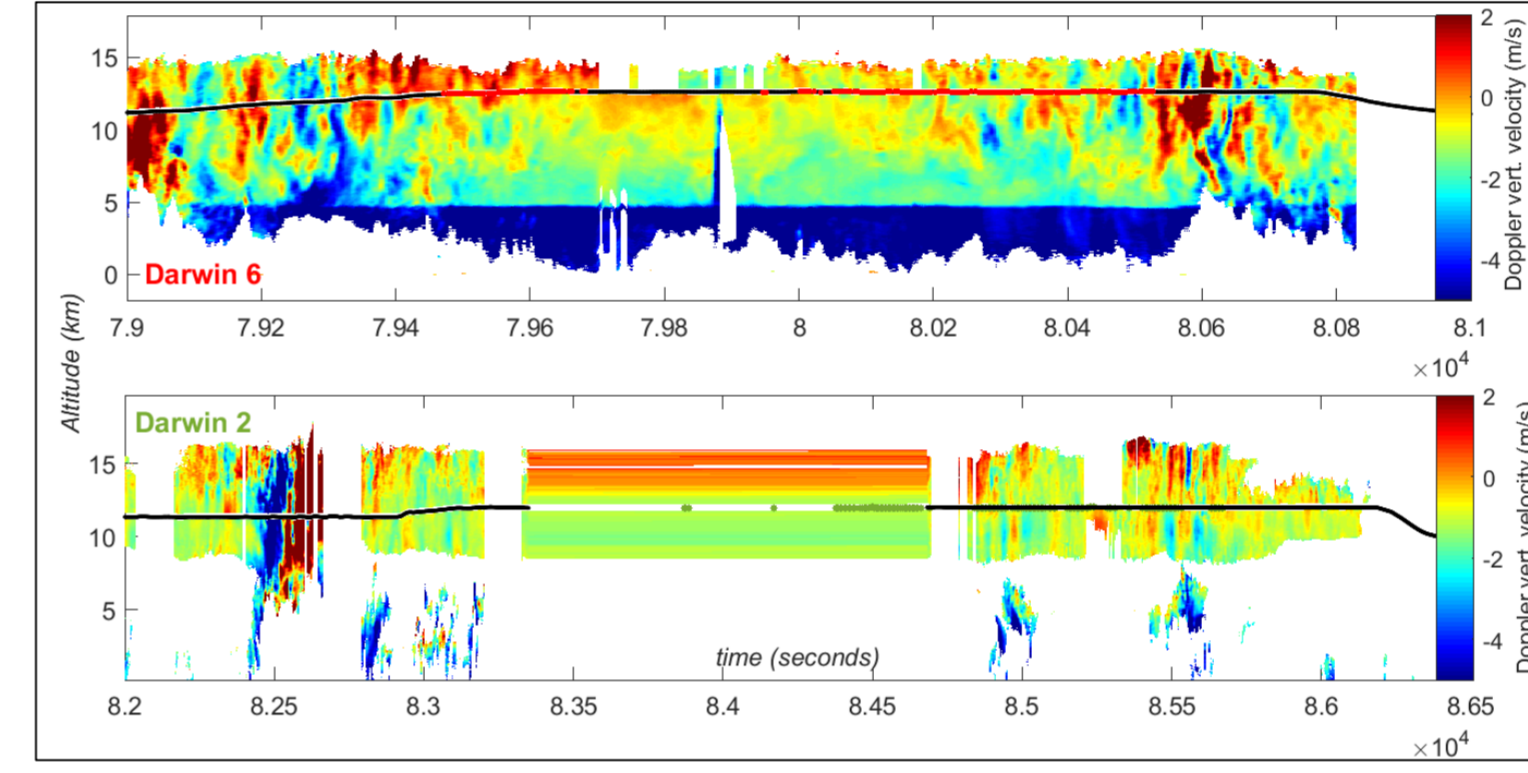 15
10
5
0
Darwin 6
7.9 7.92 7.94 7.96 7.98 8 8.02 8.04 8.06 8.08 8.1
×10⁴
2
0
-2
-4
Doppler vert. velocity (m/s)
Altitude (km)
Darwin 2
15
10
5
time (seconds)
8.2 8.25 8.3 8.35 8.4 8.45 8.5 8.55 8.6 8.65
×10⁴
2
0
-2
-4
Doppler vert. velocity (m/s)